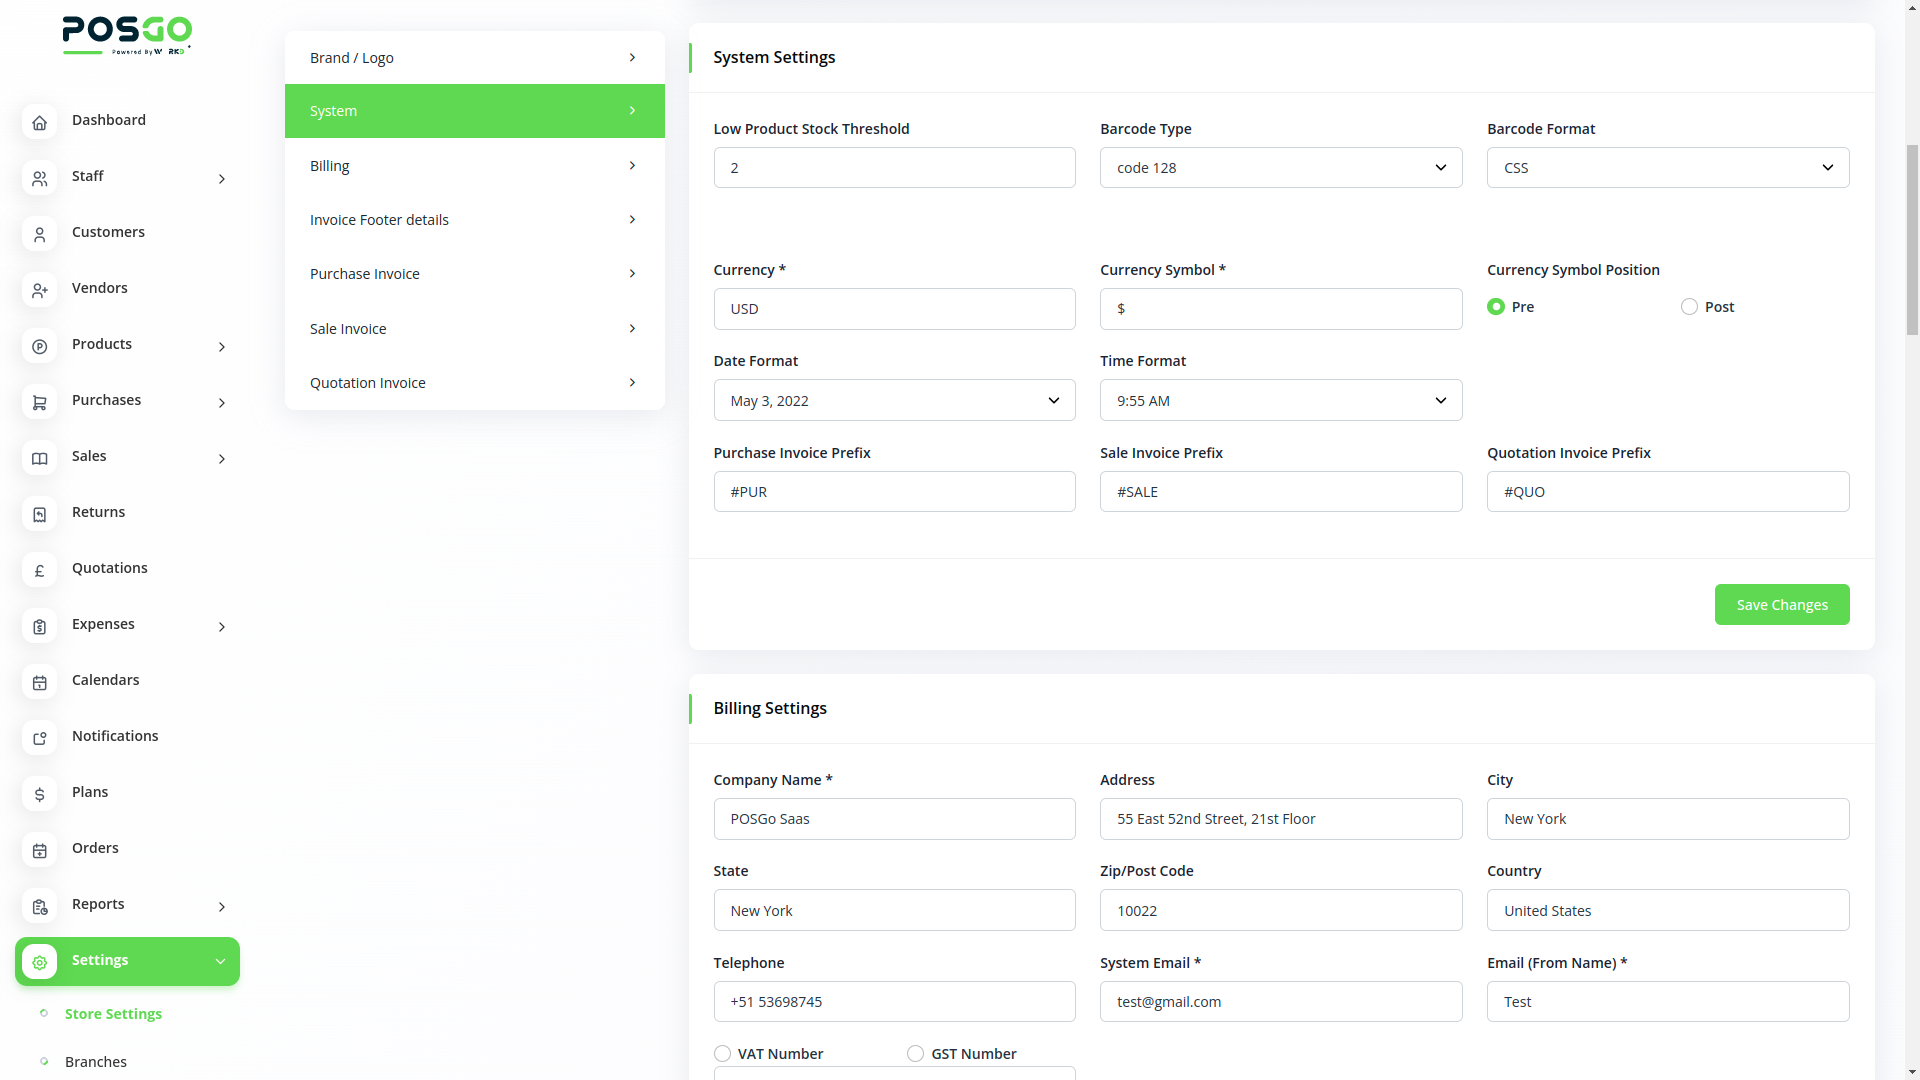 POSGO
Powered By W RKD
Dashboard
Staff
Customers
Vendors
Products
Purchases
Sales
Returns
Quotations
Expenses
Calendars
Notifications
Plans
Orders
Reports
Settings
Store Settings
Branches
Brand / Logo
System
Billing
Invoice Footer details
Purchase Invoice
Sale Invoice
Quotation Invoice
System Settings
Low Product Stock Threshold
Barcode Type
Barcode Format
2
code 128
CSS
Currency *
Currency Symbol *
Currency Symbol Position
USD
$
Pre
Post
Date Format
Time Format
May 3, 2022
9:55 AM
Purchase Invoice Prefix
Sale Invoice Prefix
Quotation Invoice Prefix
#PUR
#SALE
#QUO
Save Changes
Billing Settings
Company Name *
Address
City
POSGo Saas
55 East 52nd Street, 21st Floor
New York
State
Zip/Post Code
Country
New York
10022
United States
Telephone
System Email *
Email (From Name) *
+51 53698745
test@gmail.com
Test
VAT Number
GST Number